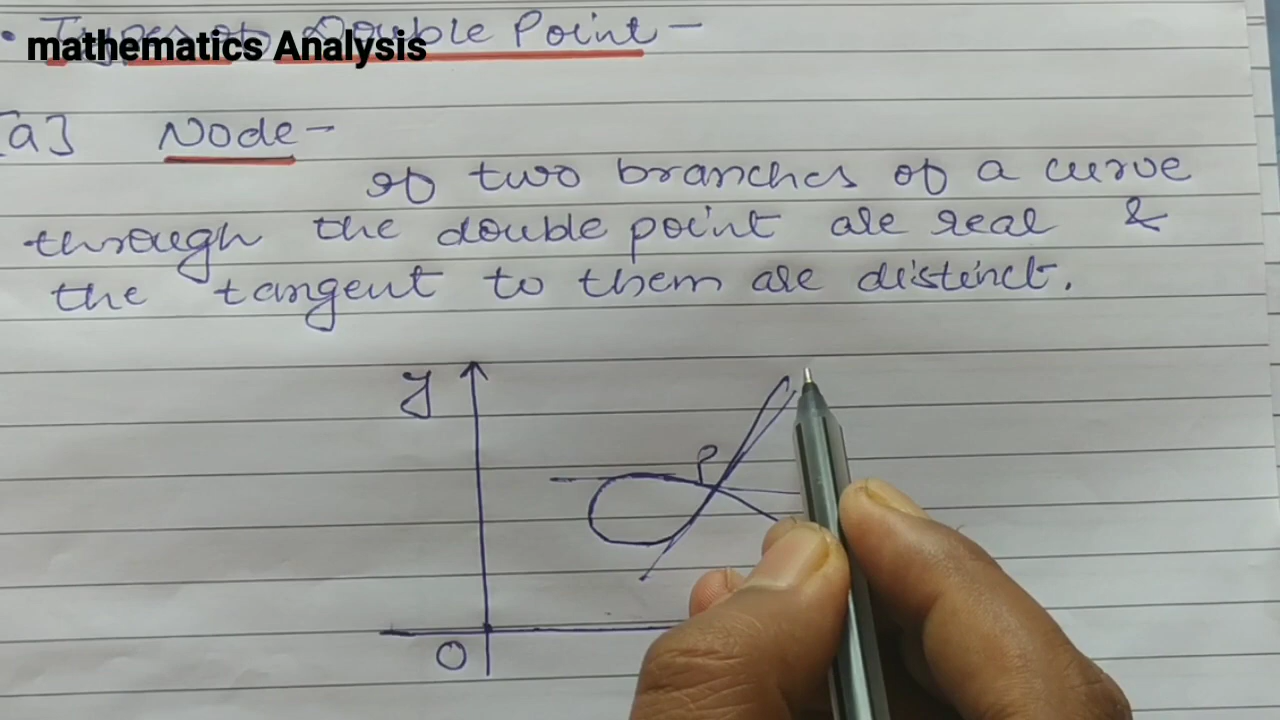 mathematics Analysis
• Types of Double Point –
[a] Node –
If two branches of a curve
through the double point are real &
the tangent to them are distinct.
y
P
O